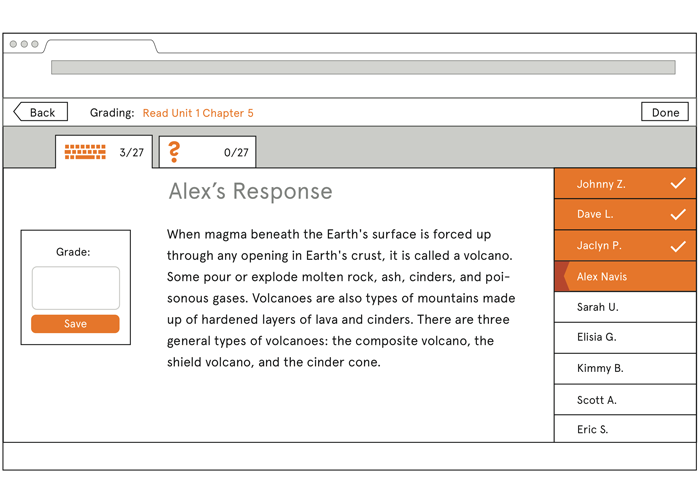 Back
Grading: Read Unit 1 Chapter 5
Done
3/27
? 0/27
Alex's Response
Grade:
Save
When magma beneath the Earth's surface is forced up
through any opening in Earth's crust, it is called a volcano.
Some pour or explode molten rock, ash, cinders, and poi-
sonous gases. Volcanoes are also types of mountains made
up of hardened layers of lava and cinders. There are three
general types of volcanoes: the composite volcano, the
shield volcano, and the cinder cone.
Johnny Z.
Dave L.
Jaclyn P.
Alex Navis
Sarah U.
Elisia G.
Kimmy B.
Scott A.
Eric S.